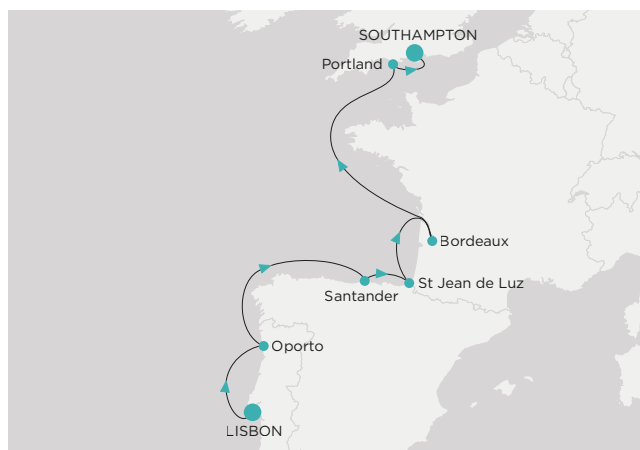 SOUTHAMPTON
Portland
Bordeaux
St Jean de Luz
Santander
Oporto
LISBON